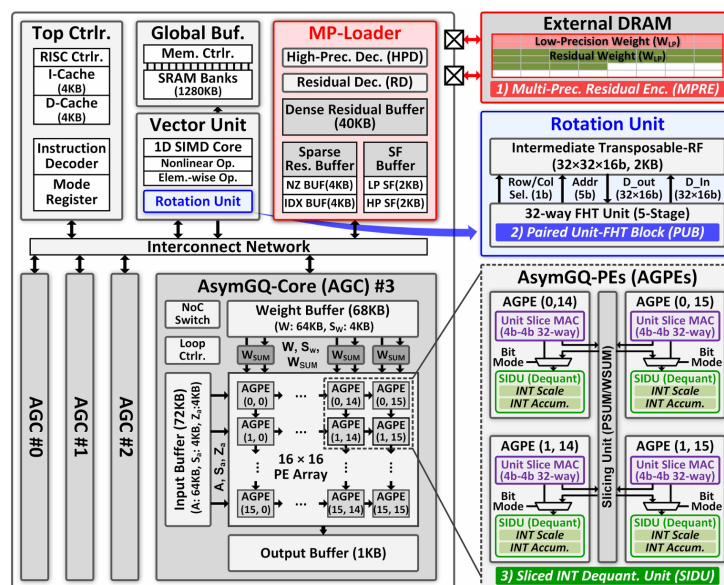 Top Ctrlr.
RISC Ctrlr.
I-Cache
(4KB)
D-Cache
(4KB)
Instruction
Decoder
Mode
Register
Global Buf.
Mem. Ctrlr.
SRAM Banks
(1280KB)
Vector Unit
1D SIMD Core
Nonlinear Op.
Elem.-wise Op.
Rotation Unit
MP-Loader
High-Prec. Dec. (HPD)
Residual Dec. (RD)
Dense Residual Buffer
(40KB)
Sparse
Res. Buffer
NZ BUF(4KB)
IDX BUF(4KB)
SF
Buffer
LP SF(2KB)
HP SF(2KB)
External DRAM
Low-Precision Weight (WLP)
Residual Weight (WLP)
1) Multi-Prec. Residual Enc. (MPRE)
Rotation Unit
Intermediate Transposable-RF
(32×32×16b, 2KB)
Row/Col
Sel. (1b)
Addr
(5b)
D_out
(32×16b)
D_In
(32×16b)
32-way FHT Unit (5-Stage)
2) Paired Unit-FHT Block (PUB)
Interconnect Network
AGC #0
AGC #1
AGC #2
AsymGQ-Core (AGC) #3
NoC
Switch
Loop
Ctrlr.
Weight Buffer (68KB)
(W: 64KB, Sw: 4KB)
WSUM
W, Sw,
WSUM
WSUM
WSUM
Input Buffer (72KB)
(A: 64KB, Sa: 4KB, Za:4KB)
A, Sa, Za
AGPE
(0, 0)
...
AGPE
(0, 14)
AGPE
(0, 15)
AGPE
(1, 0)
...
AGPE
(1, 14)
AGPE
(1, 15)
16 × 16
PE Array
AGPE
(15, 0)
...
AGPE
(15, 14)
AGPE
(15, 15)
Output Buffer (1KB)
AsymGQ-PEs (AGPEs)
AGPE (0,14)
Unit Slice MAC
(4b-4b 32-way)
Bit
Mode
SIDU (Dequant)
INT Scale
INT Accum.
AGPE (0, 15)
Unit Slice MAC
(4b-4b 32-way)
Bit
Mode
SIDU (Dequant)
INT Scale
INT Accum.
Slicing Unit (PSUM/WSUM)
AGPE (1, 14)
Unit Slice MAC
(4b-4b 32-way)
Bit
Mode
SIDU (Dequant)
INT Scale
INT Accum.
AGPE (1, 15)
Unit Slice MAC
(4b-4b 32-way)
Bit
Mode
SIDU (Dequant)
INT Scale
INT Accum.
3) Sliced INT Dequant. Unit (SIDU)